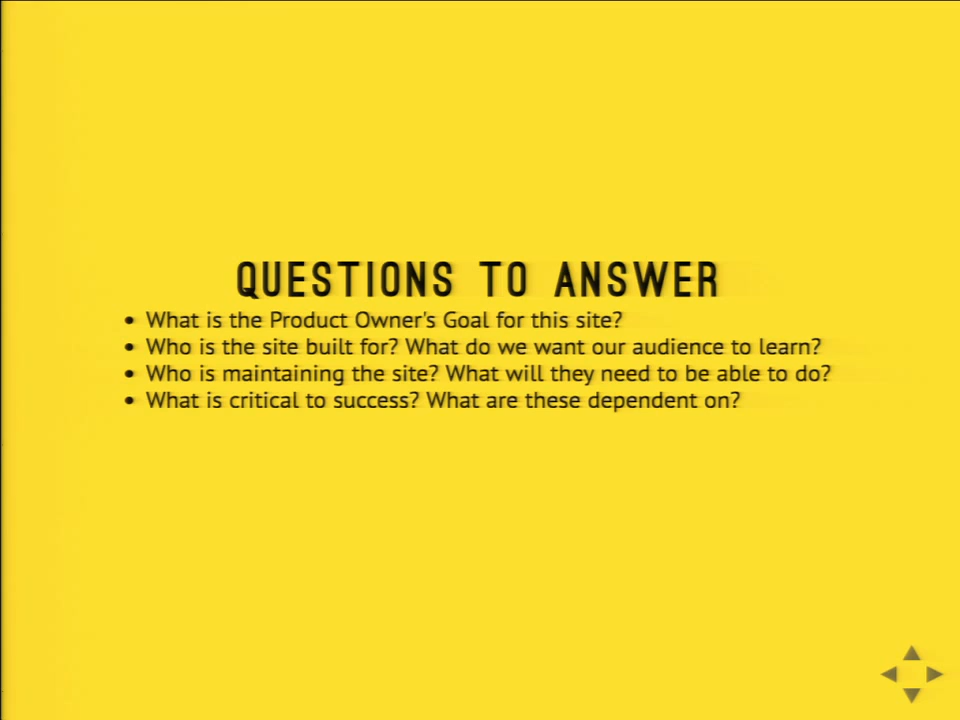 QUESTIONS TO ANSWER
• What is the Product Owner's Goal for this site?
• Who is the site built for? What do we want our audience to learn?
• Who is maintaining the site? What will they need to be able to do?
• What is critical to success? What are these dependent on?